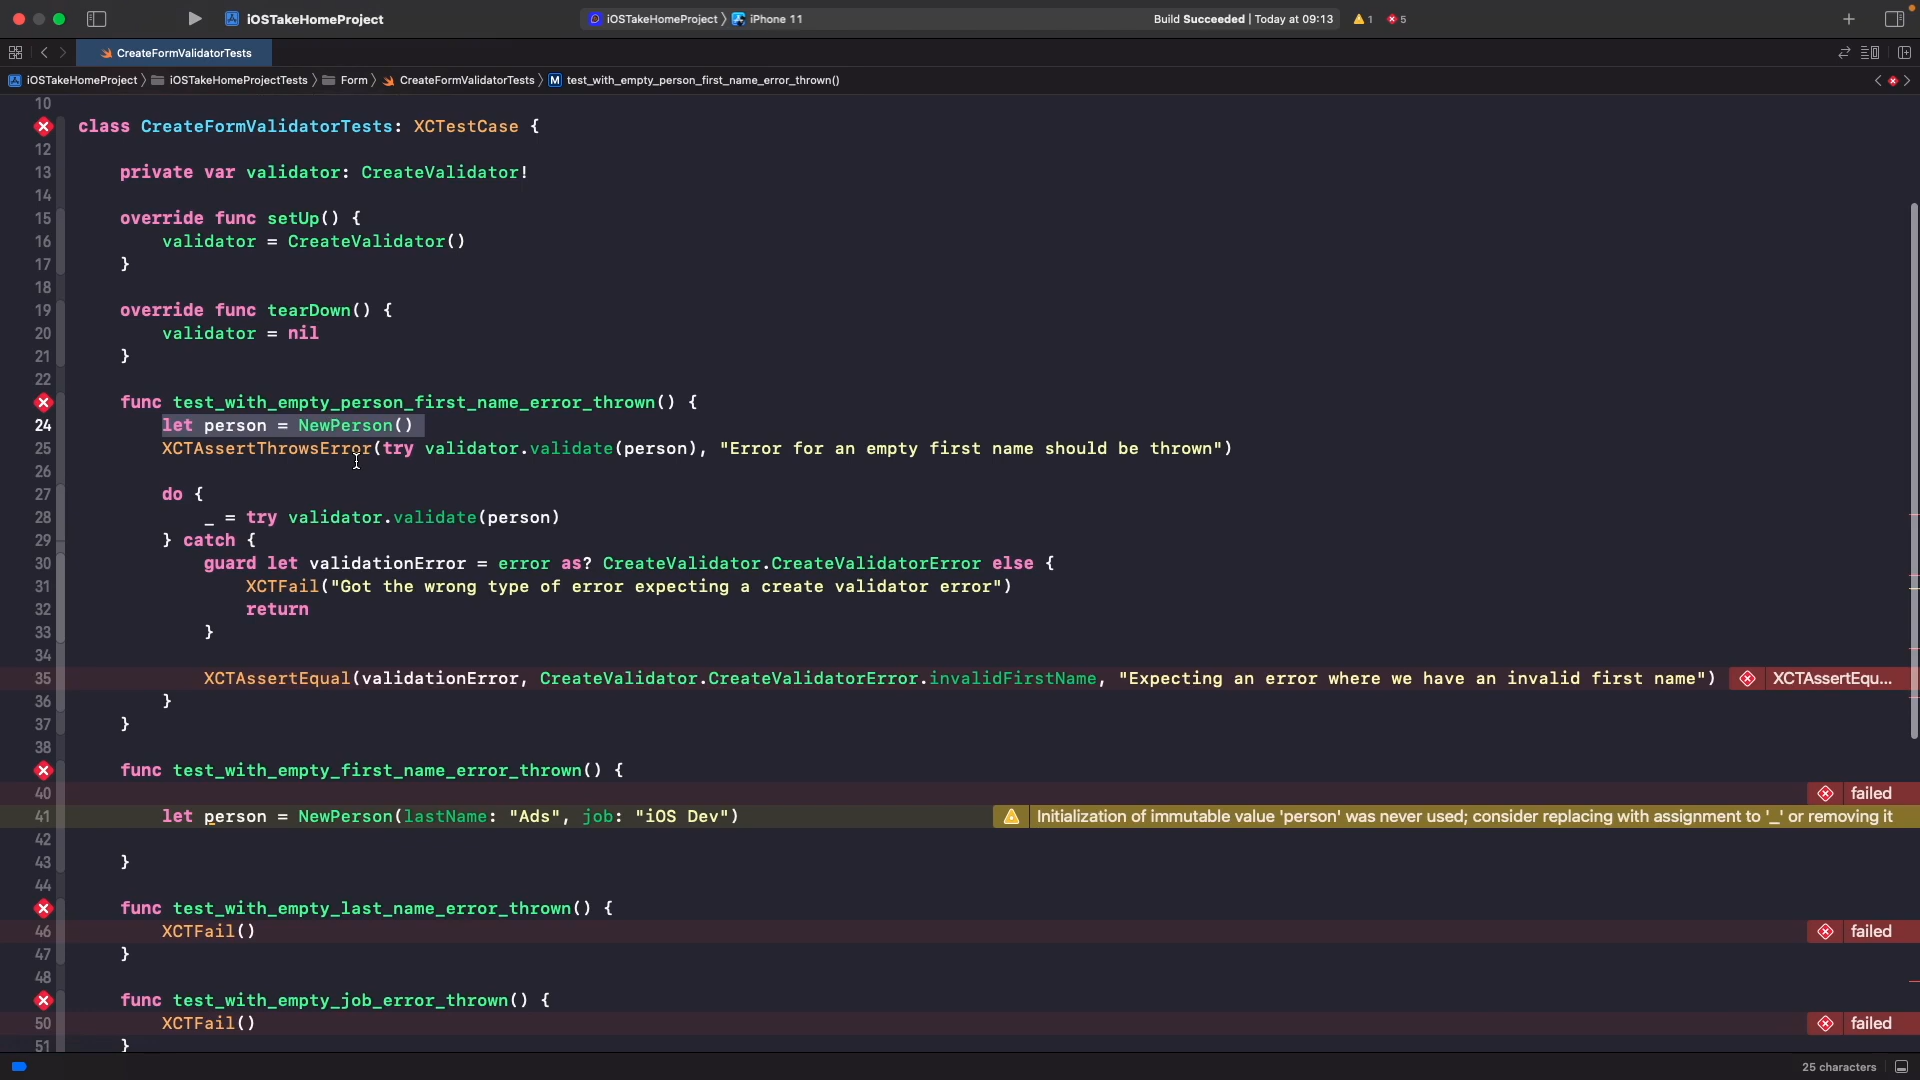 iOSTakeHomeProject
iOSTakeHomeProject 〉 iPhone 11
Build Succeeded | Today at 09:13
1
5
CreateFormValidatorTests
iOSTakeHomeProject 〉 iOSTakeHomeProjectTests 〉 Form 〉 CreateFormValidatorTests 〉 M test_with_empty_person_first_name_error_thrown()
10
class CreateFormValidatorTests: XCTestCase {
12
13 private var validator: CreateValidator!
14
15 override func setUp() {
16 validator = CreateValidator()
17 }
18
19 override func tearDown() {
20 validator = nil
21 }
22
func test_with_empty_person_first_name_error_thrown() {
24 let person = NewPerson()
25 XCTAssertThrowsError(try validator.validate(person), "Error for an empty first name should be thrown")
26
27 do {
28 _ = try validator.validate(person)
29 } catch {
30 guard let validationError = error as? CreateValidator.CreateValidatorError else {
31 XCTFail("Got the wrong type of error expecting a create validator error")
32 return
33 }
34
35 XCTAssertEqual(validationError, CreateValidator.CreateValidatorError.invalidFirstName, "Expecting an error where we have an invalid first name") XCTAssertEqu...
36 }
37 }
38
func test_with_empty_first_name_error_thrown() {
40 failed
41 let person = NewPerson(lastName: "Ads", job: "iOS Dev") Initialization of immutable value 'person' was never used; consider replacing with assignment to '_' or removing it
42
43 }
44
func test_with_empty_last_name_error_thrown() {
46 XCTFail() failed
47 }
48
func test_with_empty_job_error_thrown() {
50 XCTFail() failed
51 }
25 characters